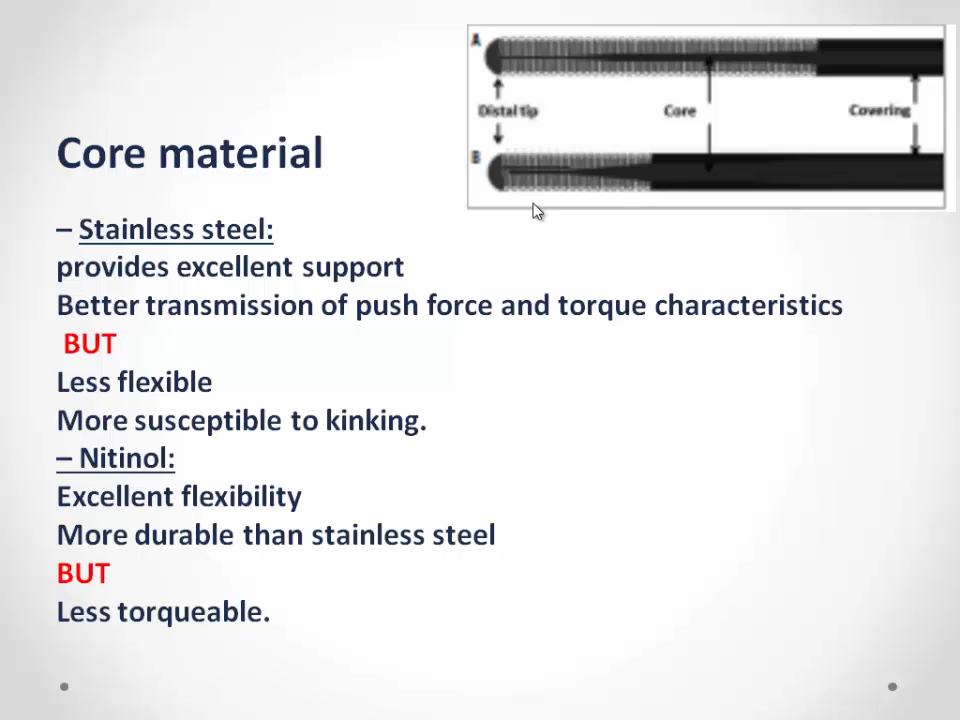 A
Distal tip Core Covering
B
Core material
– Stainless steel:
provides excellent support
Better transmission of push force and torque characteristics
BUT
Less flexible
More susceptible to kinking.
– Nitinol:
Excellent flexibility
More durable than stainless steel
BUT
Less torqueable.